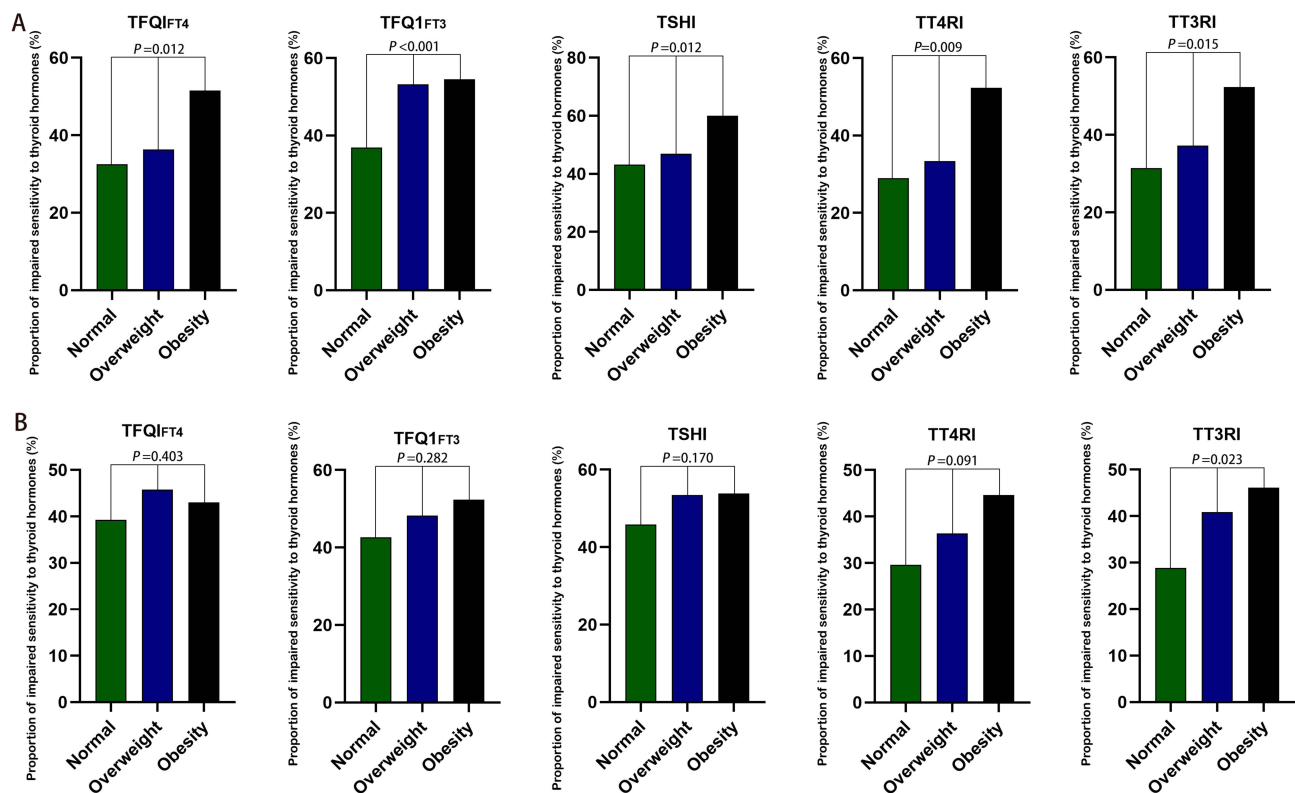 A
TFQIFT4
P=0.012
Proportion of impaired sensitivity to thyroid hormones (%)
60
40
20
0
Normal
Overweight
Obesity
TFQ1FT3
P<0.001
Proportion of impaired sensitivity to thyroid hormones (%)
60
40
20
0
Normal
Overweight
Obesity
TSHI
P=0.012
Proportion of impaired sensitivity to thyroid hormones (%)
80
60
40
20
0
Normal
Overweight
Obesity
TT4RI
P=0.009
Proportion of impaired sensitivity to thyroid hormones (%)
60
40
20
0
Normal
Overweight
Obesity
TT3RI
P=0.015
Proportion of impaired sensitivity to thyroid hormones (%)
60
40
20
0
Normal
Overweight
Obesity
B
TFQIFT4
P=0.403
Proportion of impaired sensitivity to thyroid hormones (%)
50
40
30
20
10
0
Normal
Overweight
Obesity
TFQ1FT3
P=0.282
Proportion of impaired sensitivity to thyroid hormones (%)
60
40
20
0
Normal
Overweight
Obesity
TSHI
P=0.170
Proportion of impaired sensitivity to thyroid hormones (%)
60
40
20
0
Normal
Overweight
Obesity
TT4RI
P=0.091
Proportion of impaired sensitivity to thyroid hormones (%)
50
40
30
20
10
0
Normal
Overweight
Obesity
TT3RI
P=0.023
Proportion of impaired sensitivity to thyroid hormones (%)
50
40
30
20
10
0
Normal
Overweight
Obesity